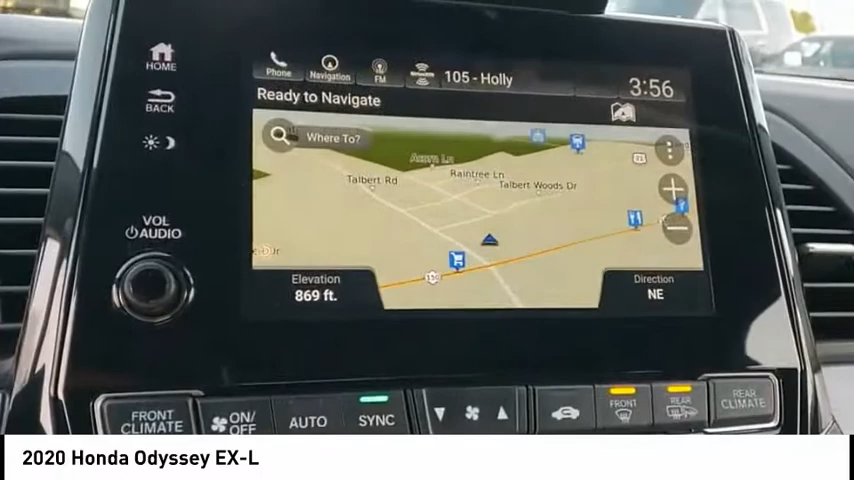 HOME
BACK
VOL
AUDIO
Phone
Navigation
FM
105 - Holly
3:56
Ready to Navigate
Where To?
Acorn Ln
Raintree Ln
Talbert Rd
Talbert Woods Dr
Elevation
869 ft.
Direction
NE
FRONT CLIMATE
ON/OFF
AUTO
SYNC
FRONT
REAR
REAR CLIMATE
2020 Honda Odyssey EX-L